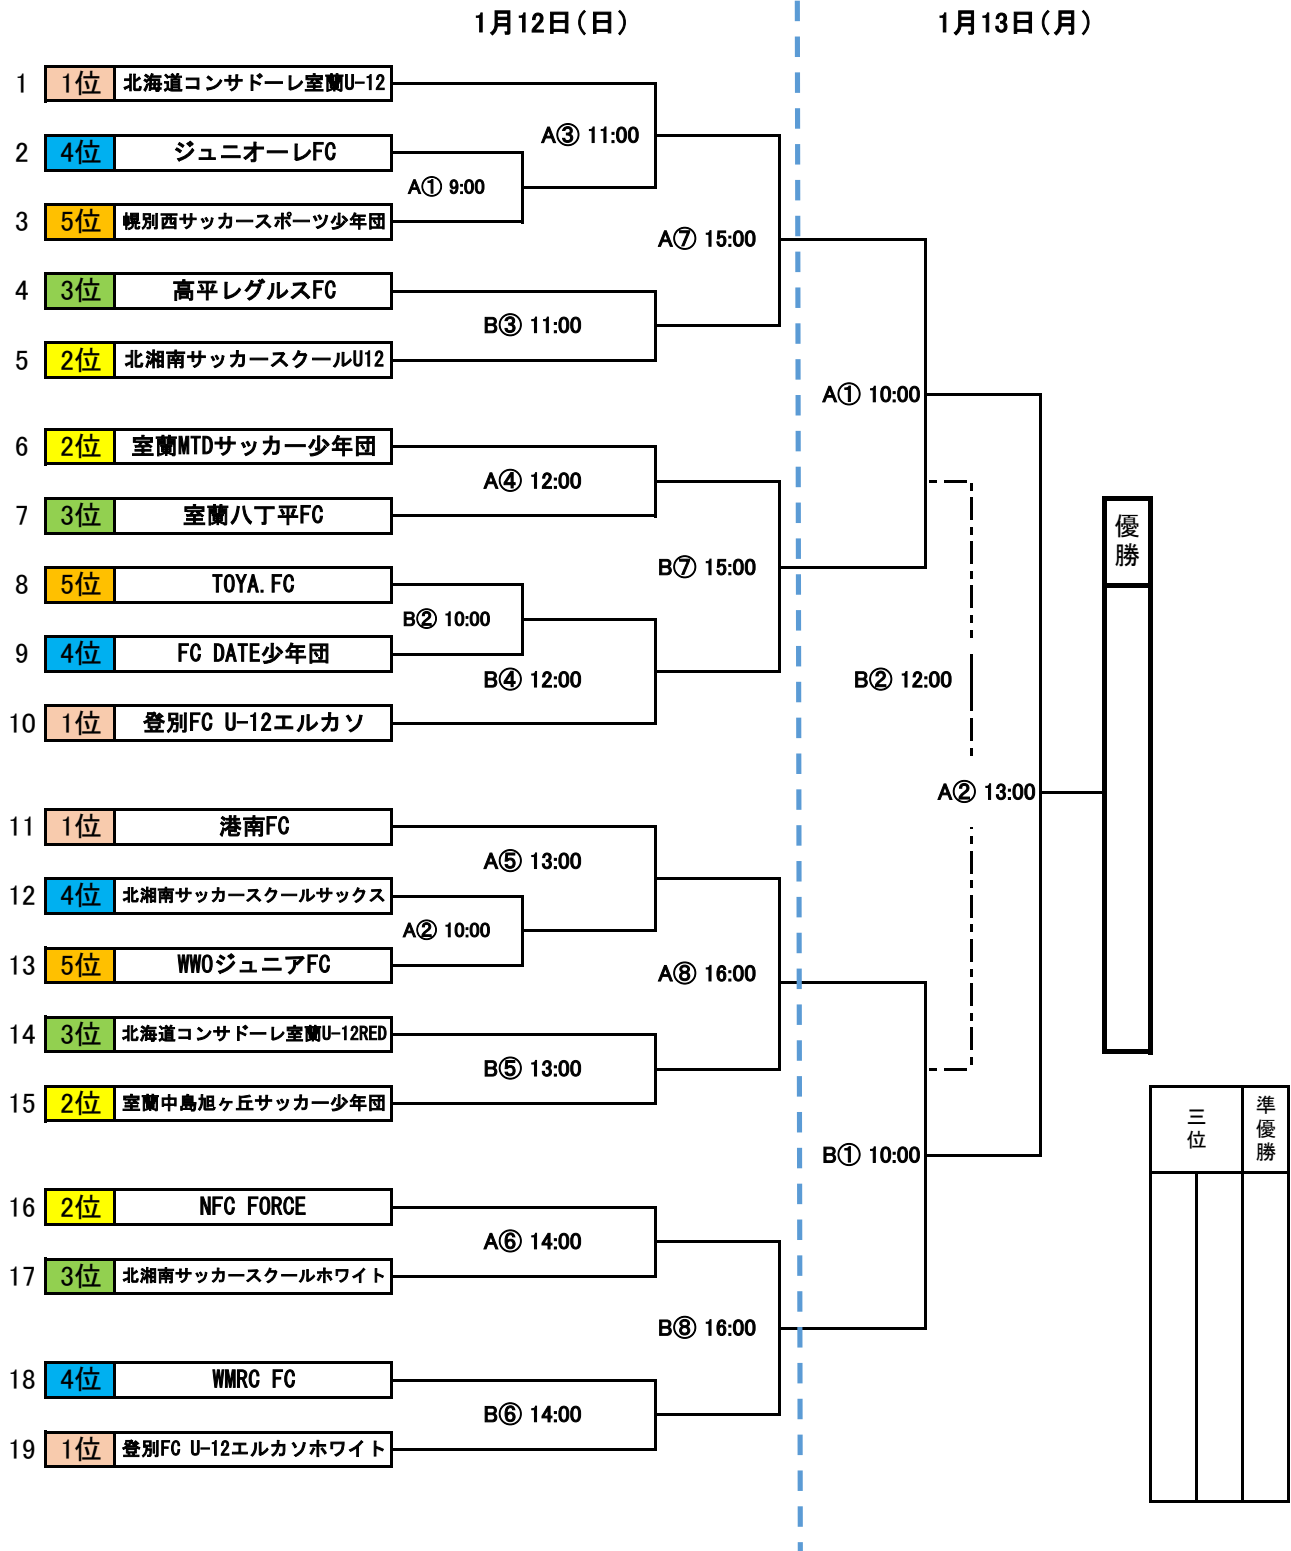 1月12日(日)
1月13日(月)
1 1位 北海道コンサドーレ室蘭U-12
A③ 11:00
2 4位 ジュニオーレFC
A① 9:00
3 5位 幌別西サッカースポーツ少年団
A⑦ 15:00
4 3位 高平レグルスFC
B③ 11:00
5 2位 北湘南サッカースクールU12
A① 10:00
6 2位 室蘭MTDサッカー少年団
A④ 12:00
7 3位 室蘭八丁平FC
優
勝
B⑦ 15:00
8 5位 TOYA.FC
B② 10:00
9 4位 FC DATE少年団
B④ 12:00
B② 12:00
10 1位 登別FC U-12エルカソ
A② 13:00
11 1位 港南FC
A⑤ 13:00
12 4位 北湘南サッカースクールサックス
A② 10:00
13 5位 WWOジュニアFC
A⑧ 16:00
14 3位 北海道コンサドーレ室蘭U-12RED
B⑤ 13:00
15 2位 室蘭中島旭ヶ丘サッカー少年団
三
位
準
優
勝
B① 10:00
16 2位 NFC FORCE
A⑥ 14:00
17 3位 北湘南サッカースクールホワイト
B⑧ 16:00
18 4位 WMRC FC
B⑥ 14:00
19 1位 登別FC U-12エルカソホワイト